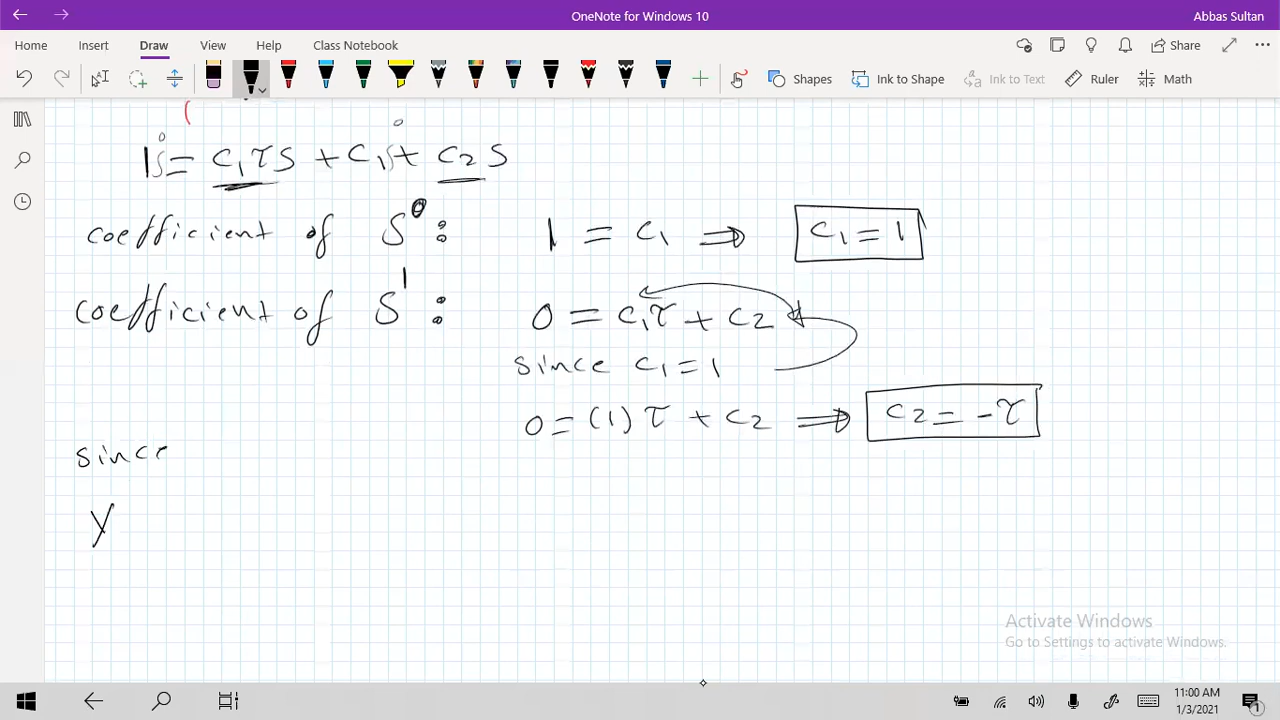 OneNote for Windows 10
Abbas Sultan
Home Insert Draw View Help Class Notebook Share
Shapes Ink to Shape Ink to Text Ruler Math
1s⁰ = c₁τs + c₁s⁰ + c₂s
coefficient of S⁰ : 1 = c₁ ⇒ c₁ = 1
coefficient of S¹ : 0 = c₁τ + c₂
since c₁ = 1
0 = (1) τ + c₂ ⇒ c₂ = -τ
since
Y
Activate Windows
Go to Settings to activate Windows.
11:00 AM
1/3/2021
1